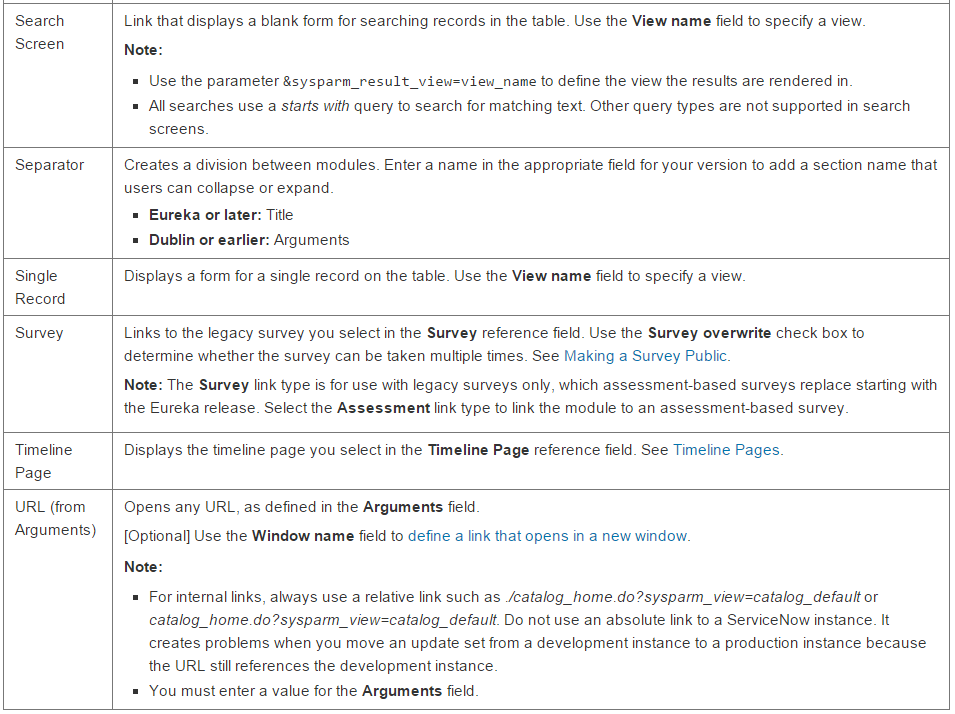 Search Screen
Link that displays a blank form for searching records in the table. Use the View name field to specify a view.
Note:
▪ Use the parameter &sysparm_result_view=view_name to define the view the results are rendered in.
▪ All searches use a starts with query to search for matching text. Other query types are not supported in search
screens.
Separator
Creates a division between modules. Enter a name in the appropriate field for your version to add a section name that
users can collapse or expand.
▪ Eureka or later: Title
▪ Dublin or earlier: Arguments
Single Record
Displays a form for a single record on the table. Use the View name field to specify a view.
Survey
Links to the legacy survey you select in the Survey reference field. Use the Survey overwrite check box to
determine whether the survey can be taken multiple times. See Making a Survey Public.
Note: The Survey link type is for use with legacy surveys only, which assessment-based surveys replace starting with
the Eureka release. Select the Assessment link type to link the module to an assessment-based survey.
Timeline Page
Displays the timeline page you select in the Timeline Page reference field. See Timeline Pages.
URL (from Arguments)
Opens any URL, as defined in the Arguments field.
[Optional] Use the Window name field to define a link that opens in a new window.
Note:
▪ For internal links, always use a relative link such as ./catalog_home.do?sysparm_view=catalog_default or
catalog_home.do?sysparm_view=catalog_default. Do not use an absolute link to a ServiceNow instance. It
creates problems when you move an update set from a development instance to a production instance because
the URL still references the development instance.
▪ You must enter a value for the Arguments field.